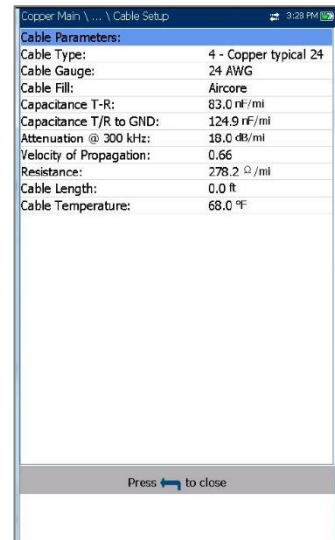 Copper Main \ ... \ Cable Setup 3:28 PM
Cable Parameters:
Cable Type: 4 - Copper typical 24
Cable Gauge: 24 AWG
Cable Fill: Aircore
Capacitance T-R: 83.0 nF/mi
Capacitance T/R to GND: 124.9 nF/mi
Attenuation @ 300 kHz: 18.0 dB/mi
Velocity of Propagation: 0.66
Resistance: 278.2 Ω/mi
Cable Length: 0.0 ft
Cable Temperature: 68.0 °F
Press to close